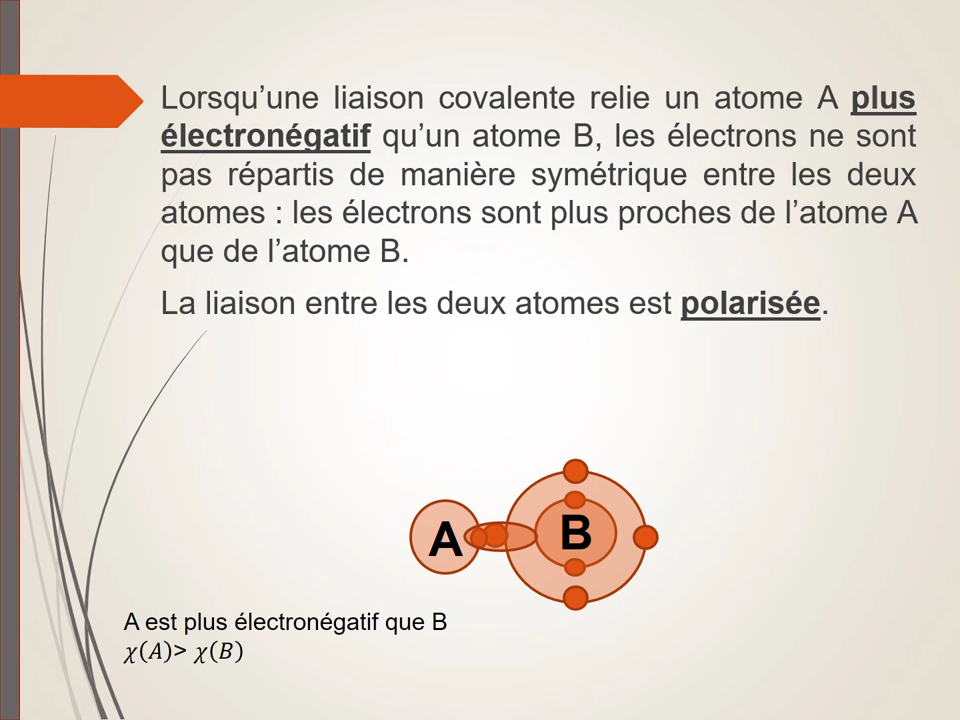 Lorsqu’une liaison covalente relie un atome A plus
électronégatif qu’un atome B, les électrons ne sont
pas répartis de manière symétrique entre les deux
atomes : les électrons sont plus proches de l’atome A
que de l’atome B.
La liaison entre les deux atomes est polarisée.
A
B
A est plus électronégatif que B
χ(A)> χ(B)